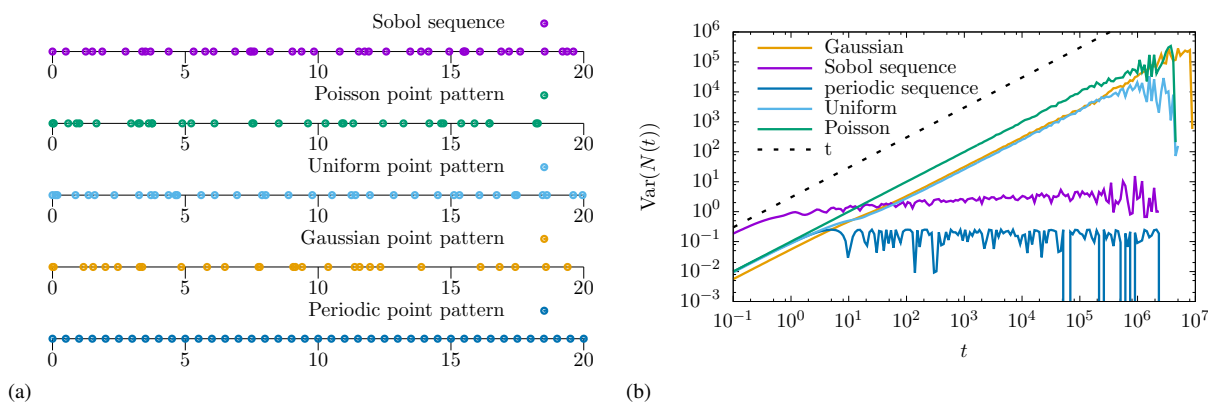 Sobol sequence
0 5 10 15 20
Poisson point pattern
0 5 10 15 20
Uniform point pattern
0 5 10 15 20
Gaussian point pattern
0 5 10 15 20
Periodic point pattern
0 5 10 15 20
(a)
Var(N(t))
10^6
10^5
10^4
10^3
10^2
10^1
10^0
10^-1
10^-2
10^-3
Gaussian
Sobol sequence
periodic sequence
Uniform
Poisson
t
10^-1 10^0 10^1 10^2 10^3 10^4 10^5 10^6 10^7
t
(b)